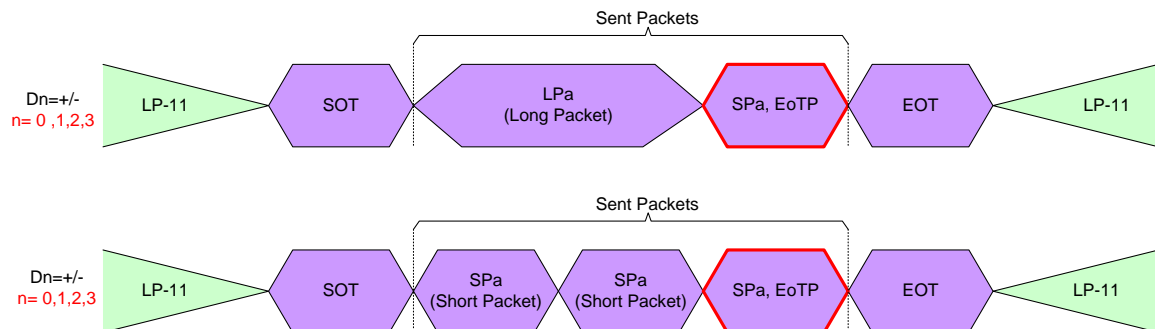 Sent Packets
Dn=+/-
n= 0 ,1,2,3
LP-11
SOT
LPa
(Long Packet)
SPa, EoTP
EOT
LP-11
Sent Packets
Dn=+/-
n= 0,1,2,3
LP-11
SOT
SPa
(Short Packet)
SPa
(Short Packet)
SPa, EoTP
EOT
LP-11